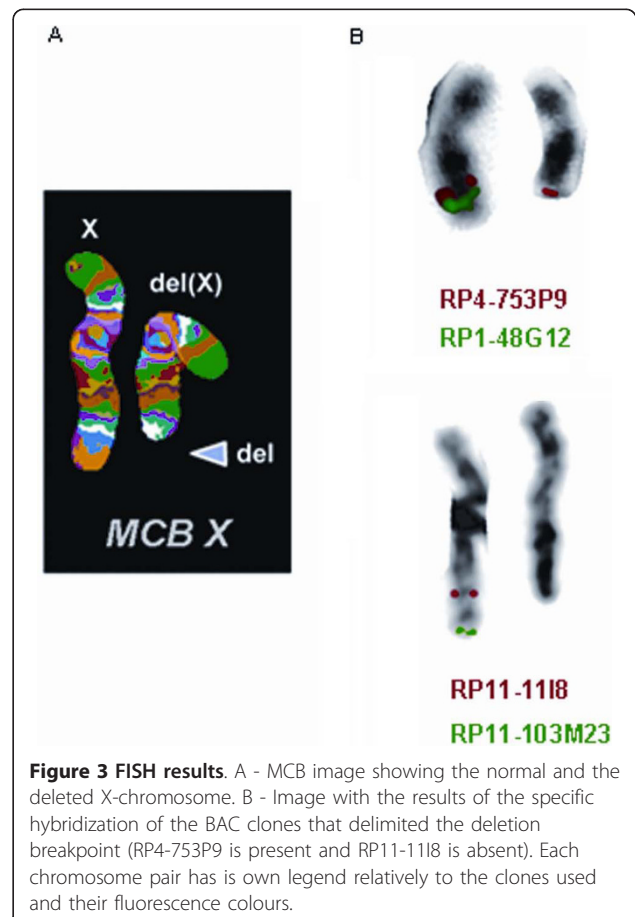 A
B
X
del(X)
del
MCB X
RP4-753P9
RP1-48G12
RP11-11I8
RP11-103M23
Figure 3 FISH results. A - MCB image showing the normal and the
deleted X-chromosome. B - Image with the results of the specific
hybridization of the BAC clones that delimited the deletion
breakpoint (RP4-753P9 is present and RP11-11I8 is absent). Each
chromosome pair has is own legend relatively to the clones used
and their fluorescence colours.